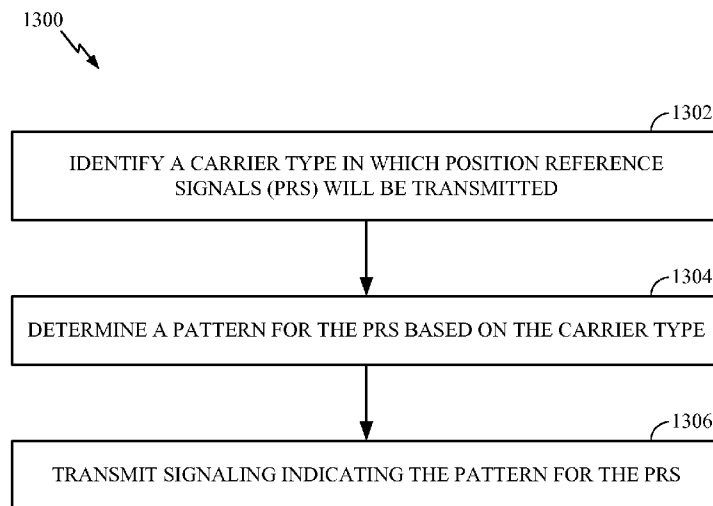 1300
1302
IDENTIFY A CARRIER TYPE IN WHICH POSITION REFERENCE
SIGNALS (PRS) WILL BE TRANSMITTED
1304
DETERMINE A PATTERN FOR THE PRS BASED ON THE CARRIER TYPE
1306
TRANSMIT SIGNALING INDICATING THE PATTERN FOR THE PRS